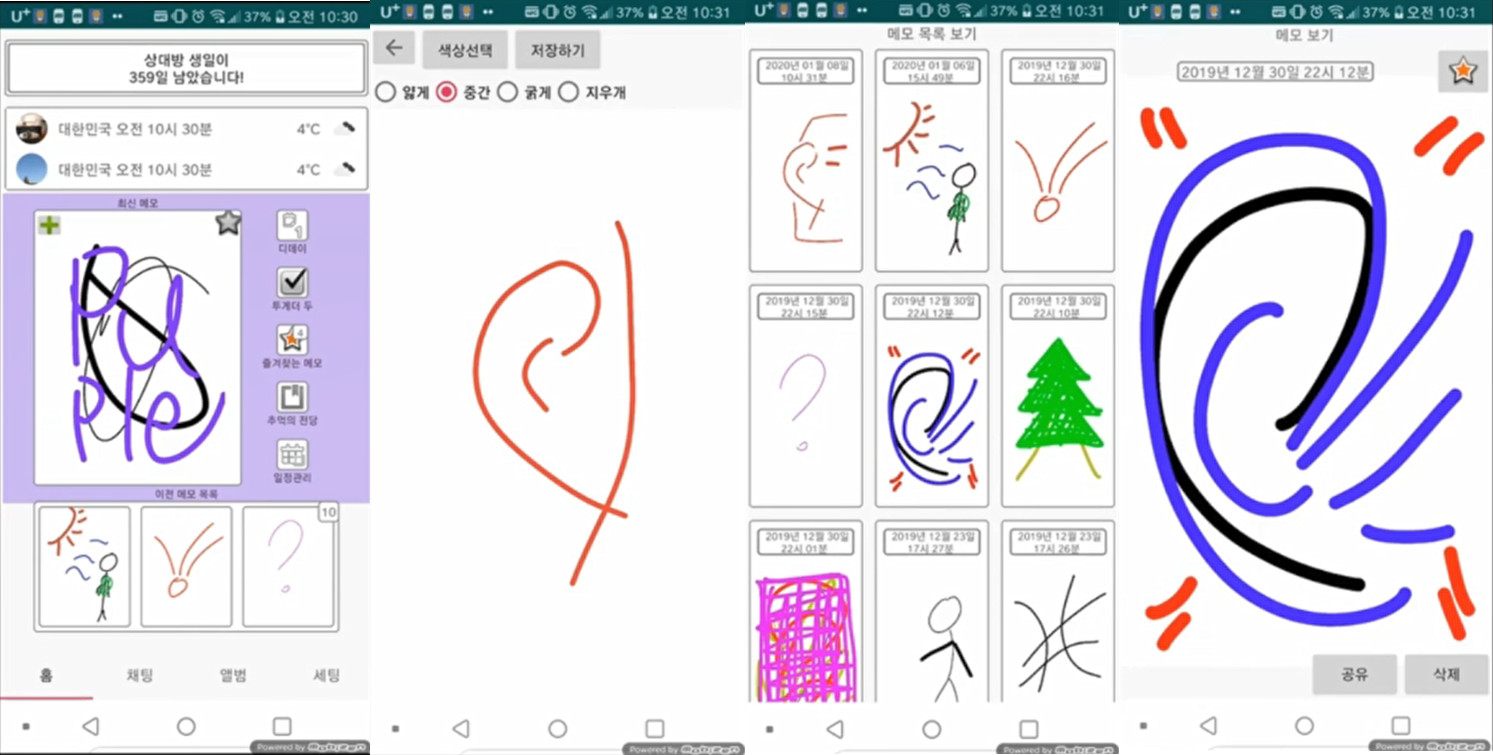 U+ 37% 오전 10:30
상대방 생일이
359일 남았습니다!
대한민국 오전 10시 30분 4°C
대한민국 오전 10시 30분 4°C
최신 메모
Pu
rple
1
디데이
투게더 두
4
즐겨찾는 메모
추억의 전당
일정관리
이전 메모 목록
10
홈 채팅 앨범 세팅
Powered by Mobizen
U+ 37% 오전 10:31
색상선택 저장하기
얇게 중간 굵게 지우개
Powered by Mobizen
U+ 37% 오전 10:31
메모 목록 보기
2020년 01월 08일
10시 31분
2020년 01월 06일
15시 49분
2019년 12월 30일
22시 16분
2019년 12월 30일
22시 15분
2019년 12월 30일
22시 12분
2019년 12월 30일
22시 10분
?
2019년 12월 30일
22시 01분
2019년 12월 23일
17시 27분
2019년 12월 23일
17시 26분
Powered by Mobizen
U+ 37% 오전 10:31
메모 보기
2019년 12월 30일 22시 12분
공유 삭제
Powered by Mobizen